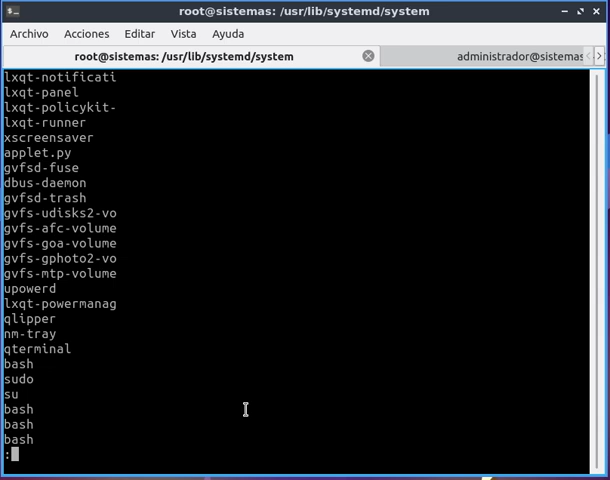 root@sistemas: /usr/lib/systemd/system
Archivo Acciones Editar Vista Ayuda
root@sistemas: /usr/lib/systemd/system administrador@sistemas
lxqt-notificati
lxqt-panel
lxqt-policykit-
lxqt-runner
xscreensaver
applet.py
gvfsd-fuse
dbus-daemon
gvfsd-trash
gvfs-udisks2-vo
gvfs-afc-volume
gvfs-goa-volume
gvfs-gphoto2-vo
gvfs-mtp-volume
upowerd
lxqt-powermanag
qlipper
nm-tray
qterminal
bash
sudo
su
bash
bash
bash
: